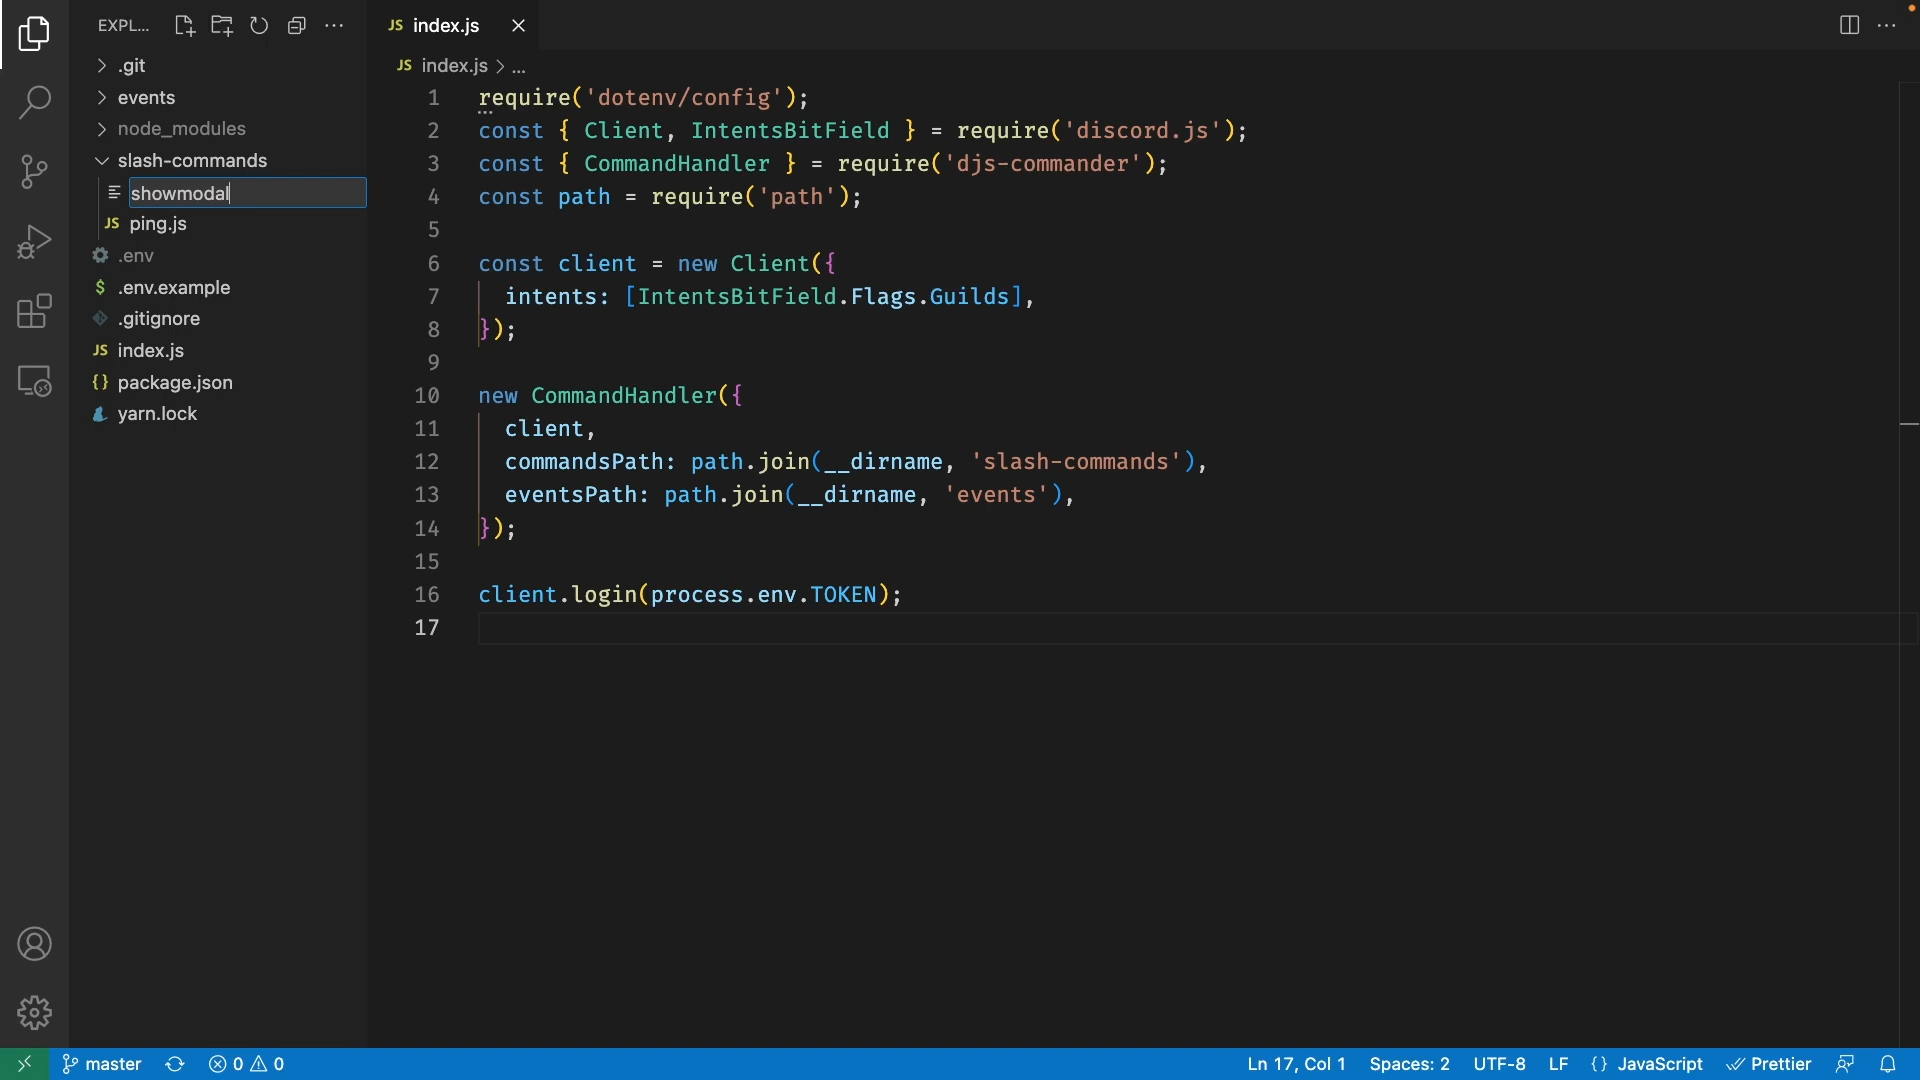 EXPL...
.git
events
node_modules
slash-commands
showmodal
JS ping.js
.env
$ .env.example
.gitignore
JS index.js
{} package.json
yarn.lock
JS index.js
JS index.js > ...
1 require('dotenv/config');
2 const { Client, IntentsBitField } = require('discord.js');
3 const { CommandHandler } = require('djs-commander');
4 const path = require('path');
5
6 const client = new Client({
7 intents: [IntentsBitField.Flags.Guilds],
8 });
9
10 new CommandHandler({
11 client,
12 commandsPath: path.join(__dirname, 'slash-commands'),
13 eventsPath: path.join(__dirname, 'events'),
14 });
15
16 client.login(process.env.TOKEN);
17
master 0 0 Ln 17, Col 1 Spaces: 2 UTF-8 LF {} JavaScript Prettier